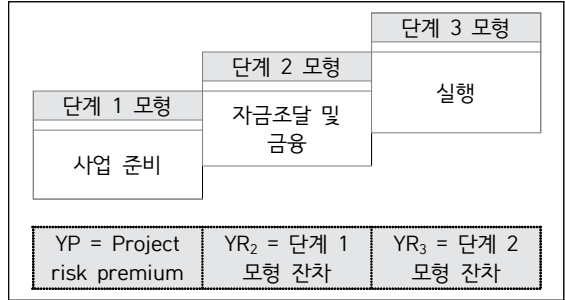 단계 3 모형
실행
단계 2 모형
자금조달 및
금융
단계 1 모형
사업 준비
YP = Project
risk premium
YR₂ = 단계 1
모형 잔차
YR₃ = 단계 2
모형 잔차